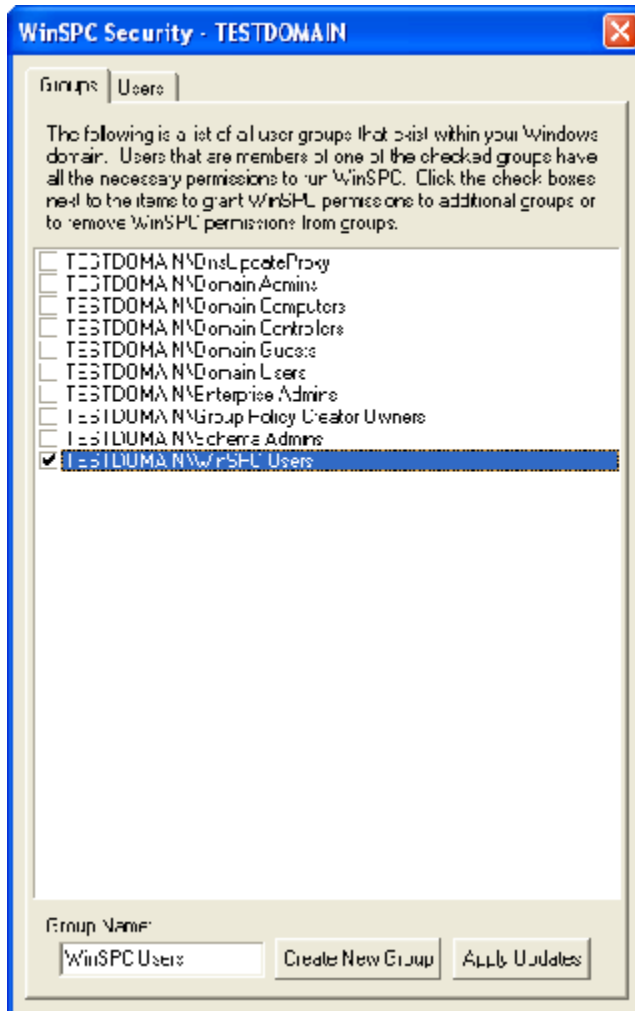 WinSPC Security - TESTDOMAIN
Groups Users
The following is a list of all user groups that exist within your Windows
domain. Users that are members of one of the checked groups have
all the necessary permissions to run WinSPC. Click the check boxes
next to the items to grant WinSPC permissions to additional groups or
to remove WinSPC permissions from groups.
TESTDOMAIN\DnsUpdateProxy
TESTDOMAIN\Domain Admins
TESTDOMAIN\Domain Computers
TESTDOMAIN\Domain Controllers
TESTDOMAIN\Domain Guests
TESTDOMAIN\Domain Users
TESTDOMAIN\Enterprise Admins
TESTDOMAIN\Group Policy Creator Owners
TESTDOMAIN\Schema Admins
TESTDOMAIN\WinSPC Users
Group Name:
WinSPC Users Create New Group Apply Updates